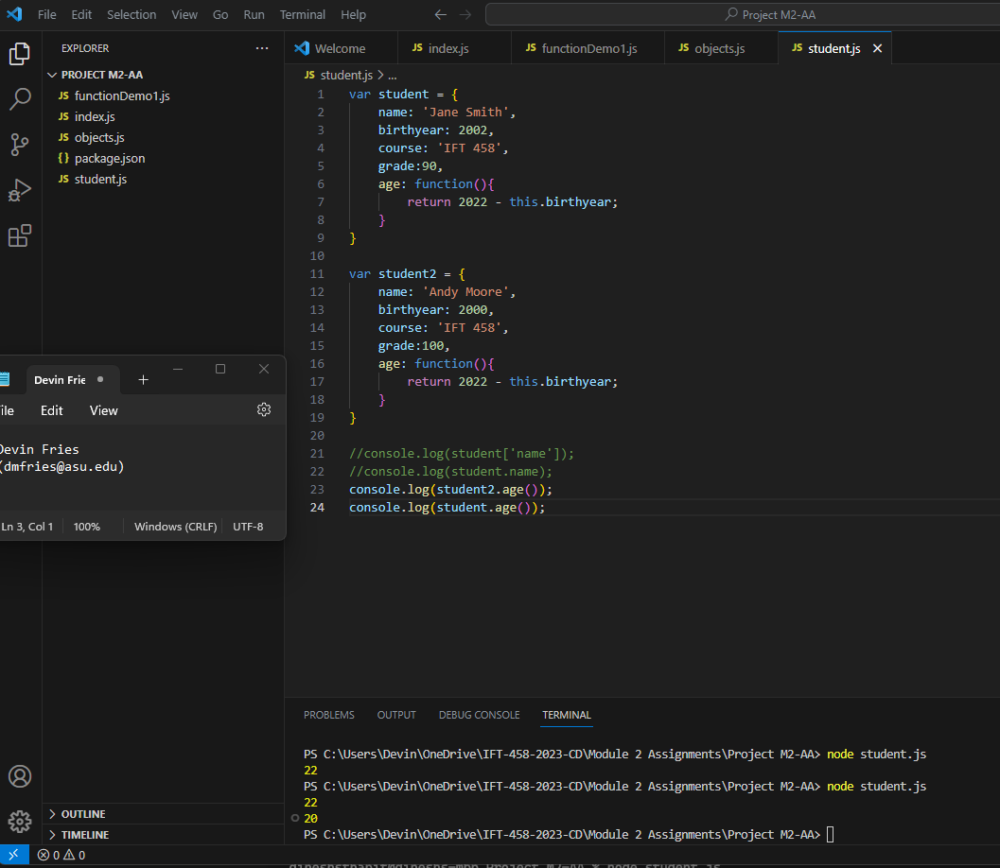 File Edit Selection View Go Run Terminal Help Project M2-AA
EXPLORER
Welcome
JS index.js
JS functionDemo1.js
JS objects.js
JS student.js
PROJECT M2-AA
JS functionDemo1.js
JS index.js
JS objects.js
{ } package.json
JS student.js
JS student.js > ...
1 var student = {
2 name: 'Jane Smith',
3 birthyear: 2002,
4 course: 'IFT 458',
5 grade:90,
6 age: function(){
7 return 2022 - this.birthyear;
8 }
9 }
10
11 var student2 = {
12 name: 'Andy Moore',
13 birthyear: 2000,
14 course: 'IFT 458',
15 grade:100,
16 age: function(){
17 return 2022 - this.birthyear;
18 }
19 }
20
21 //console.log(student['name']);
22 //console.log(student.name);
23 console.log(student2.age());
24 console.log(student.age());
Devin Frie
ile Edit View
Devin Fries
(dmfries@asu.edu)
Ln 3, Col 1 100% Windows (CRLF) UTF-8
PROBLEMS OUTPUT DEBUG CONSOLE TERMINAL
PS C:\Users\Devin\OneDrive\IFT-458-2023-CD\Module 2 Assignments\Project M2-AA> node student.js
22
PS C:\Users\Devin\OneDrive\IFT-458-2023-CD\Module 2 Assignments\Project M2-AA> node student.js
22
20
PS C:\Users\Devin\OneDrive\IFT-458-2023-CD\Module 2 Assignments\Project M2-AA>
OUTLINE
TIMELINE
0 0